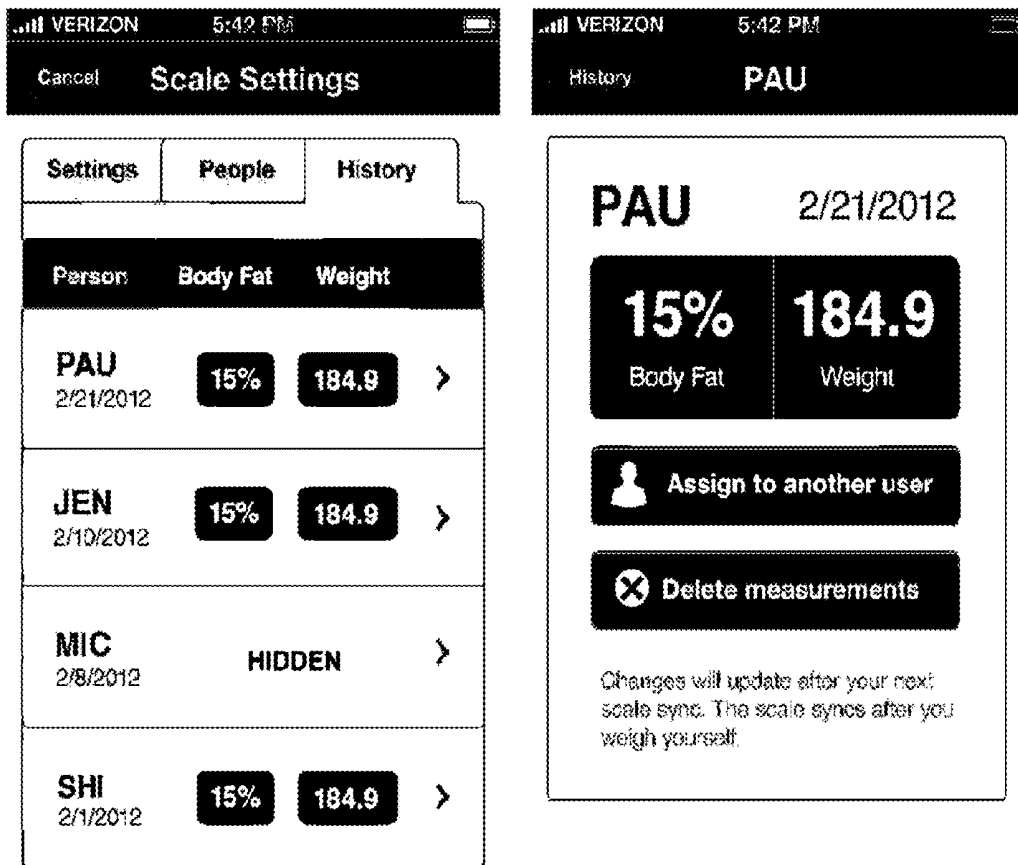 VERIZON 5:42 PM
Cancel Scale Settings
Settings People History
Person Body Fat Weight
PAU
2/21/2012
15% 184.9
JEN
2/10/2012
15% 184.9
MIC
2/8/2012
HIDDEN
SHI
2/1/2012
15% 184.9
VERIZON 5:42 PM
History PAU
PAU 2/21/2012
15% 184.9
Body Fat Weight
Assign to another user
Delete measurements
Changes will update after your next
scale sync. The scale syncs after you
weigh yourself.